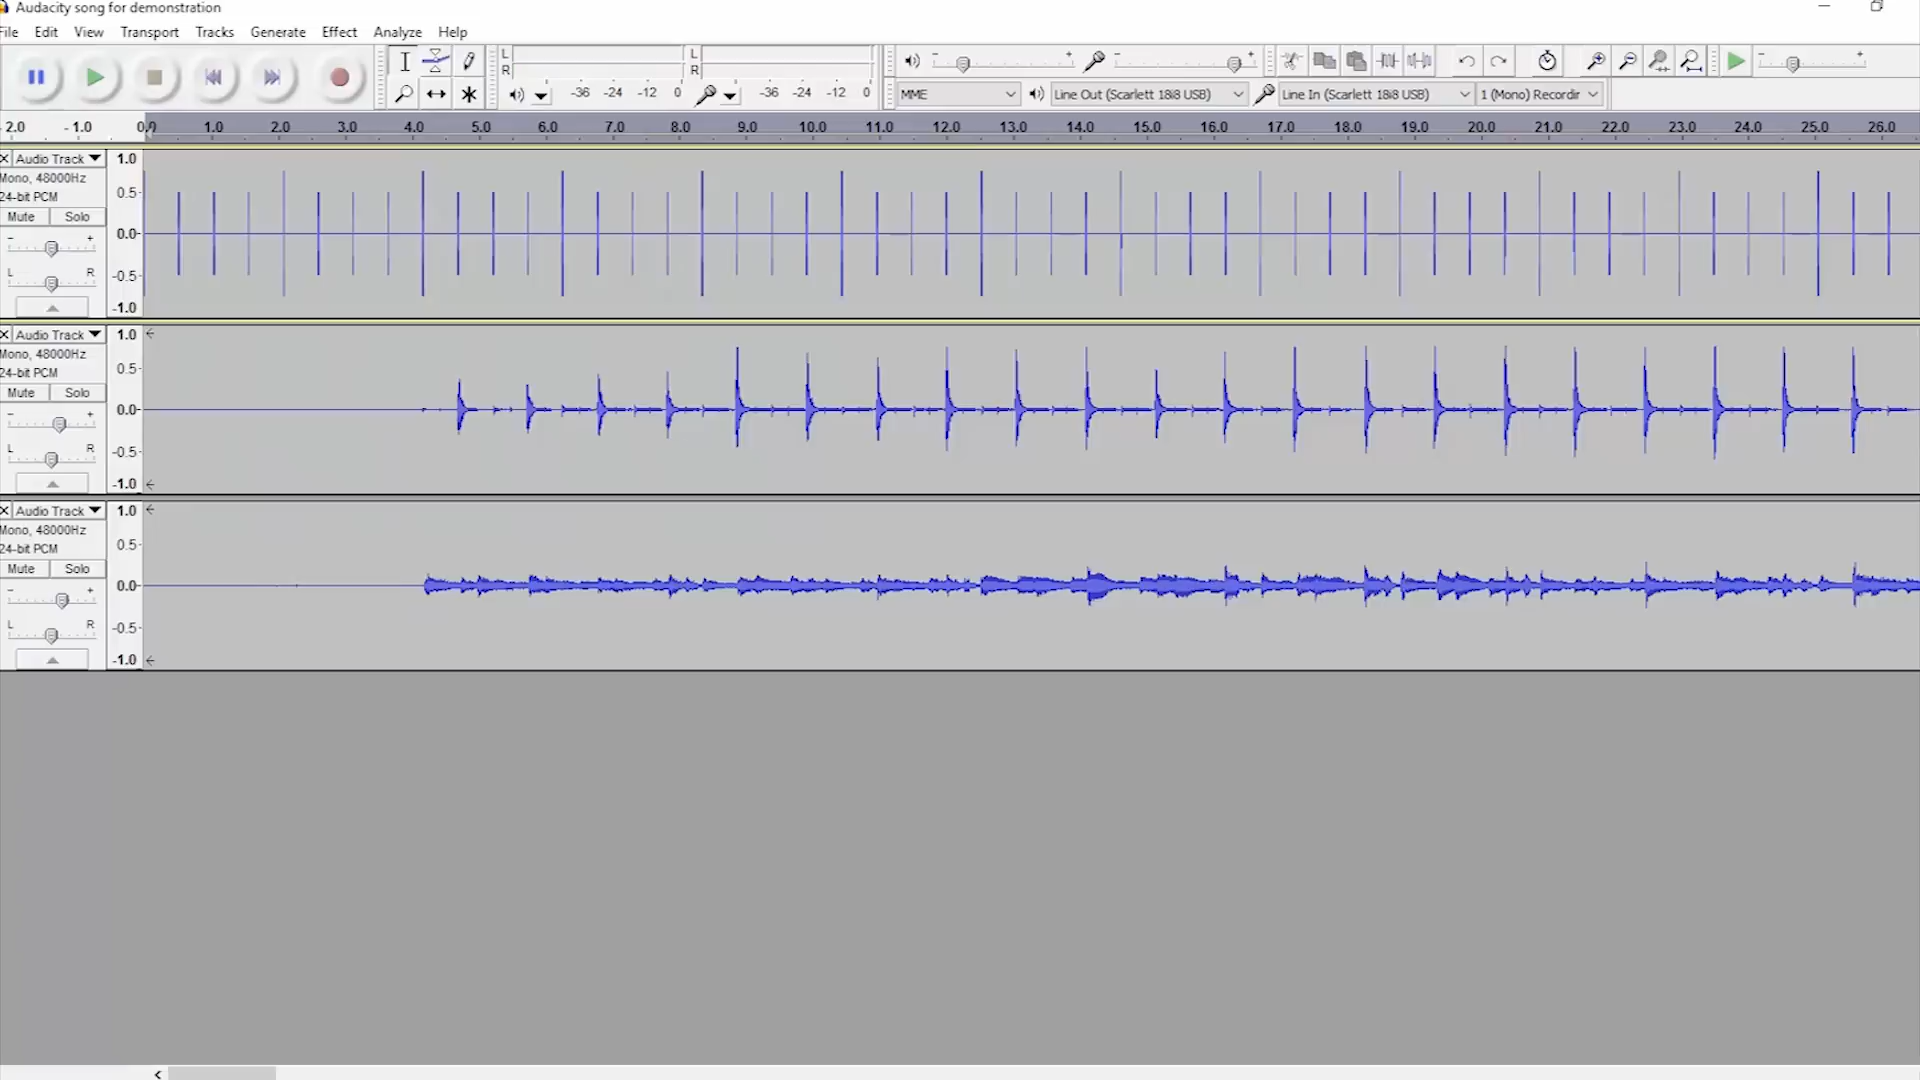 Audacity song for demonstration
File Edit View Transport Tracks Generate Effect Analyze Help
L R L R
-36 -24 -12 0 -36 -24 -12 0
MME Line Out (Scarlett 18i8 USB) Line In (Scarlett 18i8 USB) 1 (Mono) Recordir
2.0 -1.0 0.0 1.0 2.0 3.0 4.0 5.0 6.0 7.0 8.0 9.0 10.0 11.0 12.0 13.0 14.0 15.0 16.0 17.0 18.0 19.0 20.0 21.0 22.0 23.0 24.0 25.0 26.0
Audio Track 1.0
Mono, 48000Hz
24-bit PCM 0.5
Mute Solo
- + 0.0
L R -0.5
-1.0
Audio Track 1.0
Mono, 48000Hz
24-bit PCM 0.5
Mute Solo
- + 0.0
L R -0.5
-1.0
Audio Track 1.0
Mono, 48000Hz
24-bit PCM 0.5
Mute Solo
- + 0.0
L R -0.5
-1.0